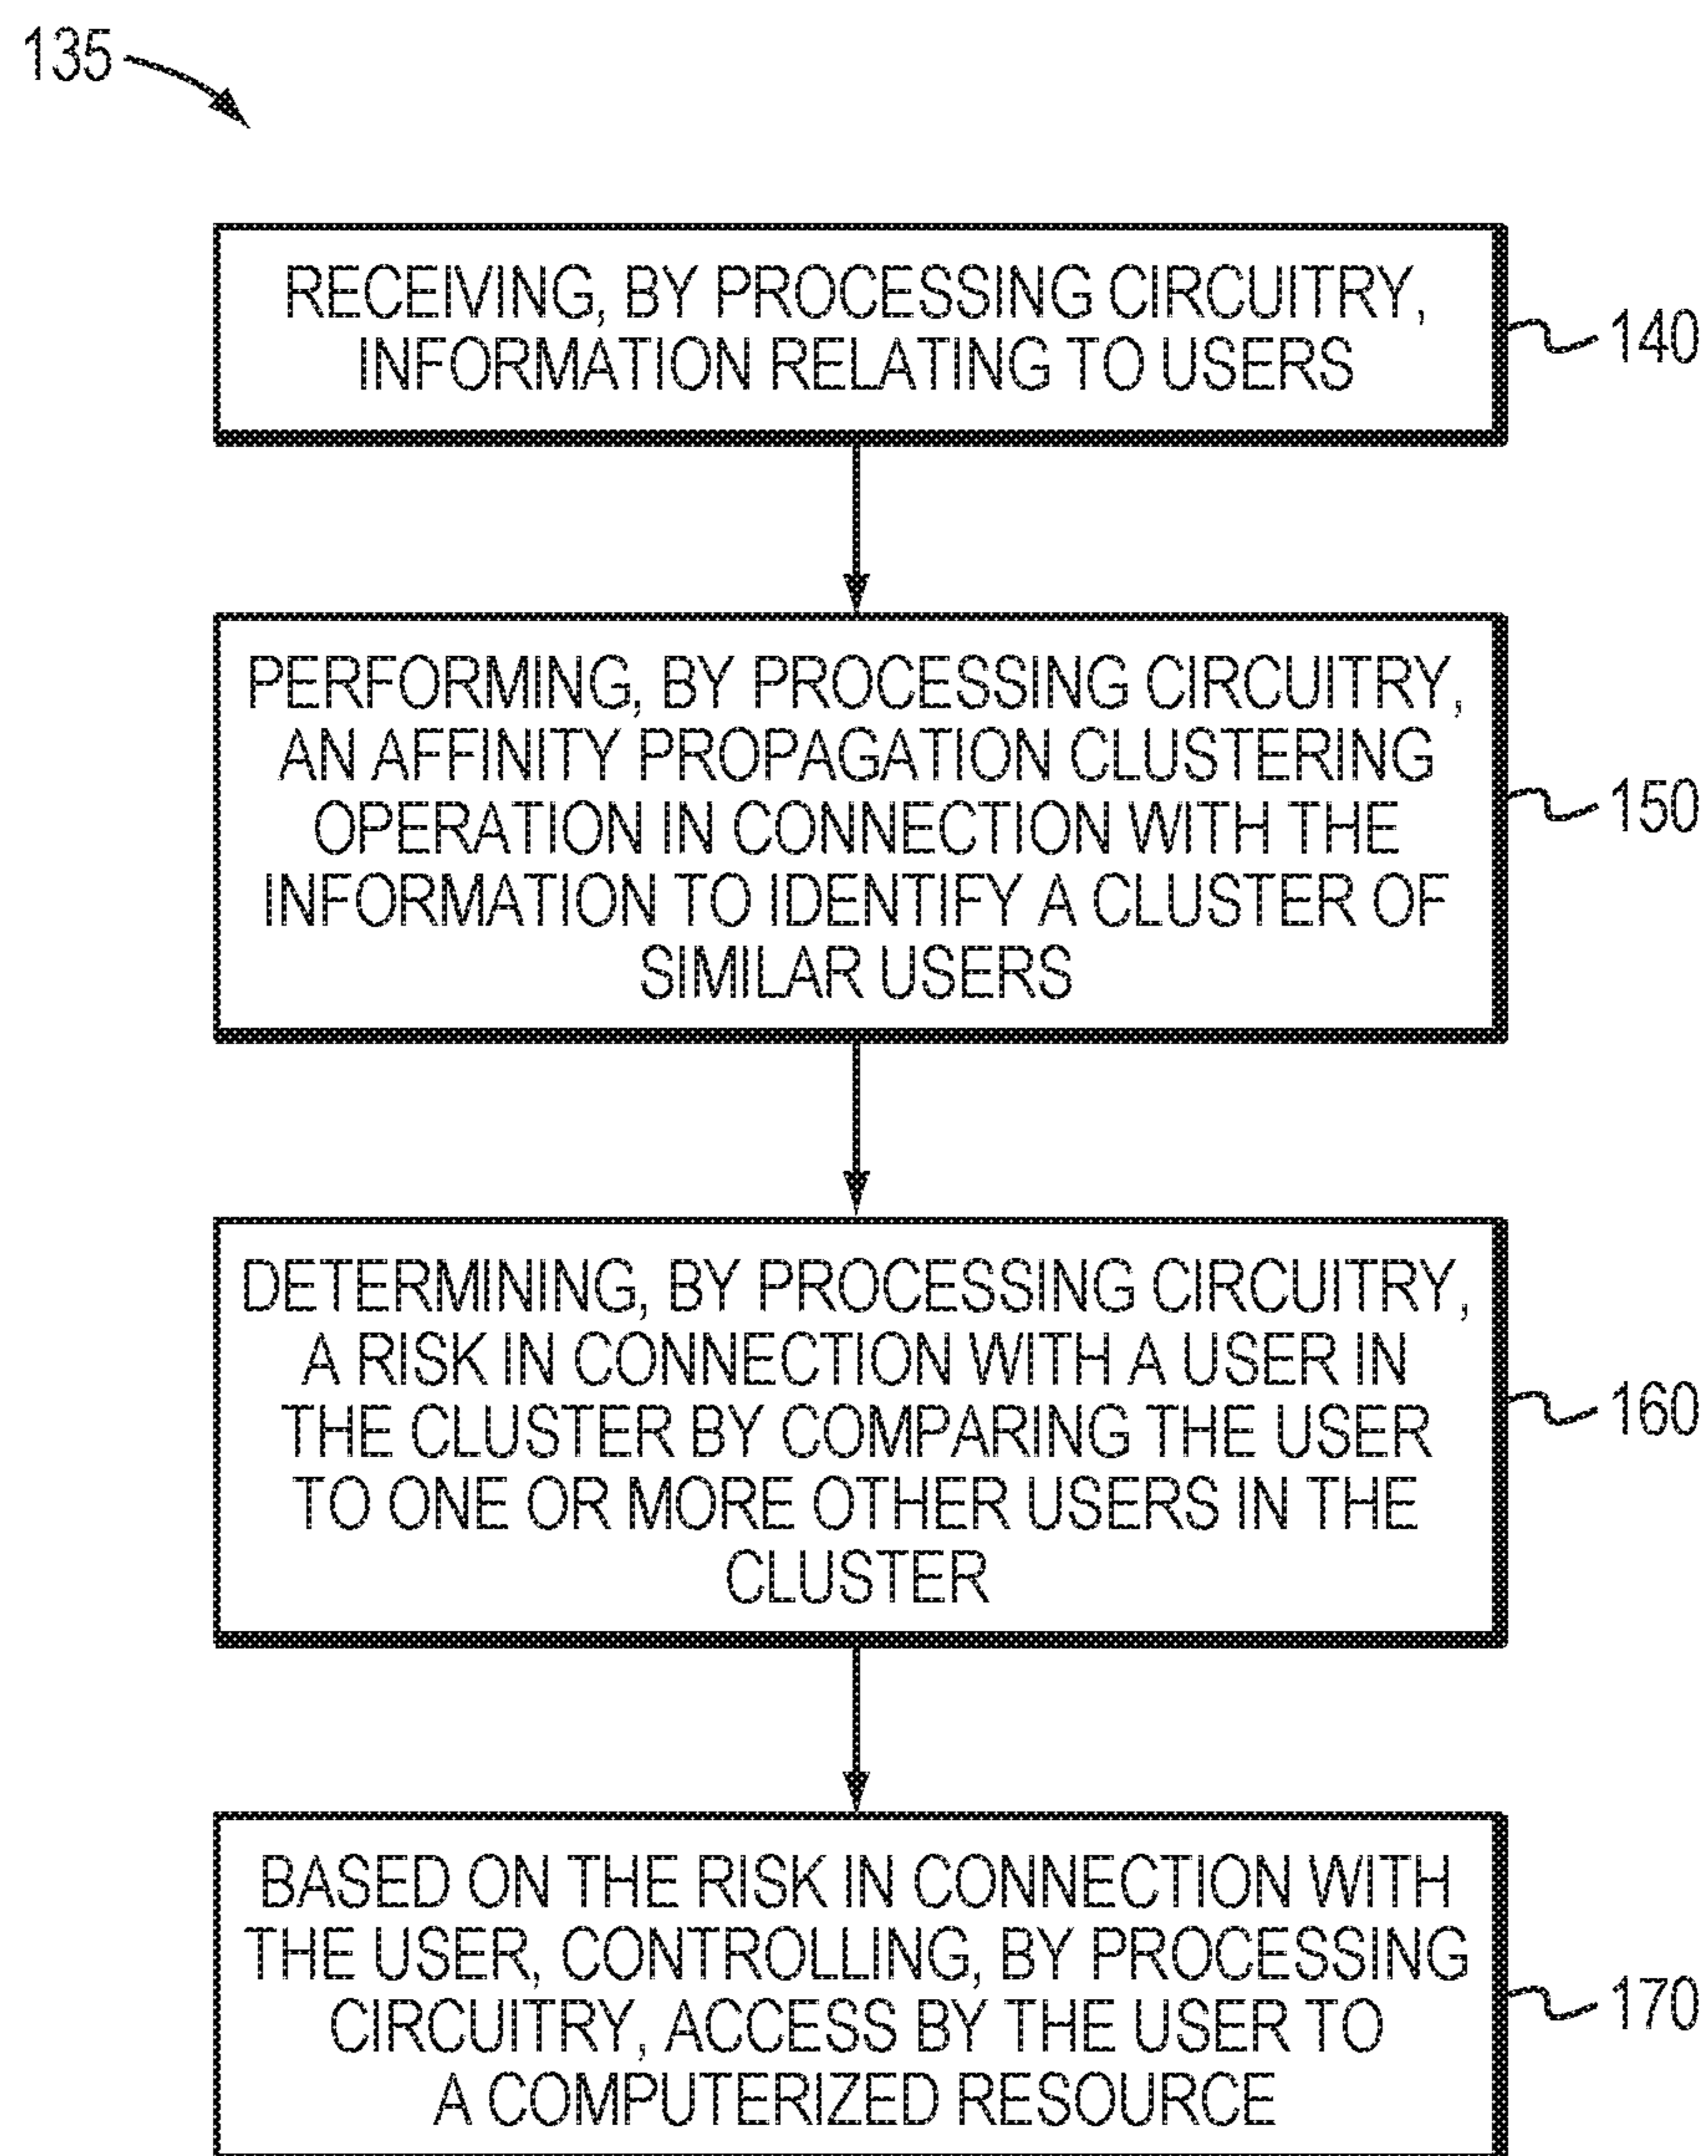 135
RECEIVING, BY PROCESSING CIRCUITRY,
INFORMATION RELATING TO USERS
140
PERFORMING, BY PROCESSING CIRCUITRY,
AN AFFINITY PROPAGATION CLUSTERING
OPERATION IN CONNECTION WITH THE
INFORMATION TO IDENTIFY A CLUSTER OF
SIMILAR USERS
150
DETERMINING, BY PROCESSING CIRCUITRY,
A RISK IN CONNECTION WITH A USER IN
THE CLUSTER BY COMPARING THE USER
TO ONE OR MORE OTHER USERS IN THE
CLUSTER
160
BASED ON THE RISK IN CONNECTION WITH
THE USER, CONTROLLING, BY PROCESSING
CIRCUITRY, ACCESS BY THE USER TO
A COMPUTERIZED RESOURCE
170